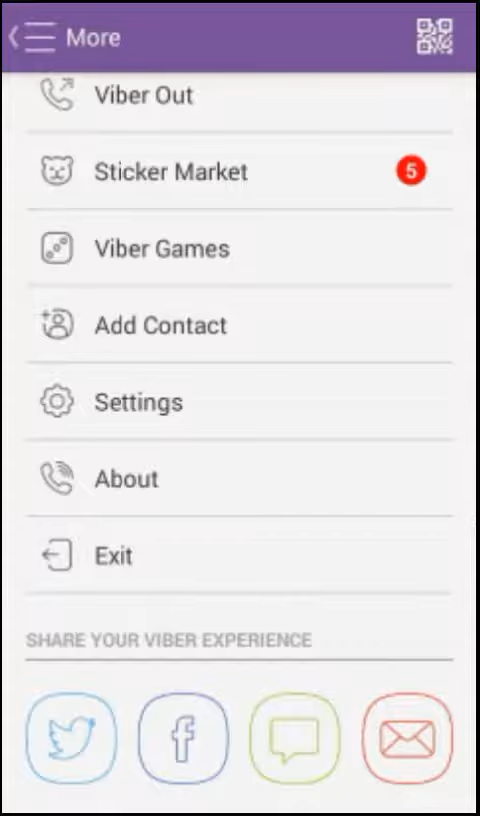 More
Viber Out
Sticker Market
5
Viber Games
Add Contact
Settings
About
Exit
SHARE YOUR VIBER EXPERIENCE